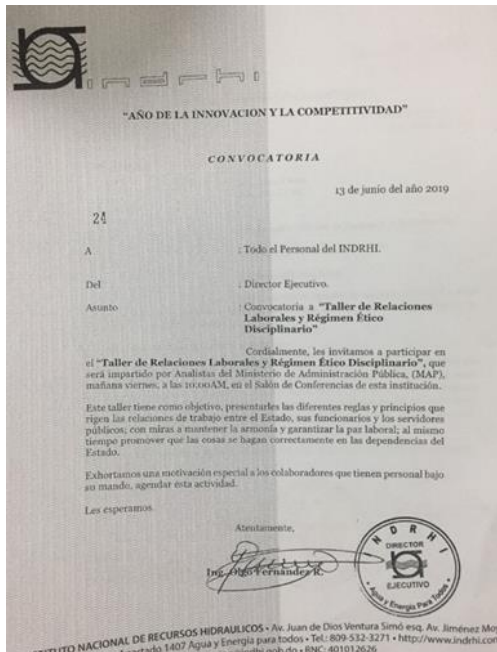 indrhi
"AÑO DE LA INNOVACION Y LA COMPETITIVIDAD"
CONVOCATORIA
13 de junio del año 2019
24
A : Todo el Personal del INDRHI.
Del : Director Ejecutivo.
Asunto : Convocatoria a "Taller de Relaciones
Laborales y Régimen Ético
Disciplinario"
Cordialmente, les invitamos a participar en
el "Taller de Relaciones Laborales y Régimen Ético Disciplinario", que
será impartido por Analistas del Ministerio de Administración Pública, (MAP),
mañana viernes, a las 10:00AM, en el Salón de Conferencias de esta institución.
Este taller tiene como objetivo, presentarles las diferentes reglas y principios que
rigen las relaciones de trabajo entre el Estado, sus funcionarios y los servidores
públicos; con miras a mantener la armonía y garantizar la paz laboral; al mismo
tiempo promover que las cosas se hagan correctamente en las dependencias del
Estado.
Exhortamos una motivación especial a los colaboradores que tienen personal bajo
su mando, agendar ésta actividad.
Les esperamos.
Atentamente,
Ing. Olgo Fernández R.
INDRHI
DIRECTOR
EJECUTIVO
Agua y Energía Para Todos
NACIONAL DE RECURSOS HIDRAULICOS • Av. Juan de Dios Ventura Simó esq. Av. Jiménez Moy
1407 Agua y Energía para todos • Tel.: 809-532-3271 • http://www.indrhi.com
gob.do • RNC: 401012626